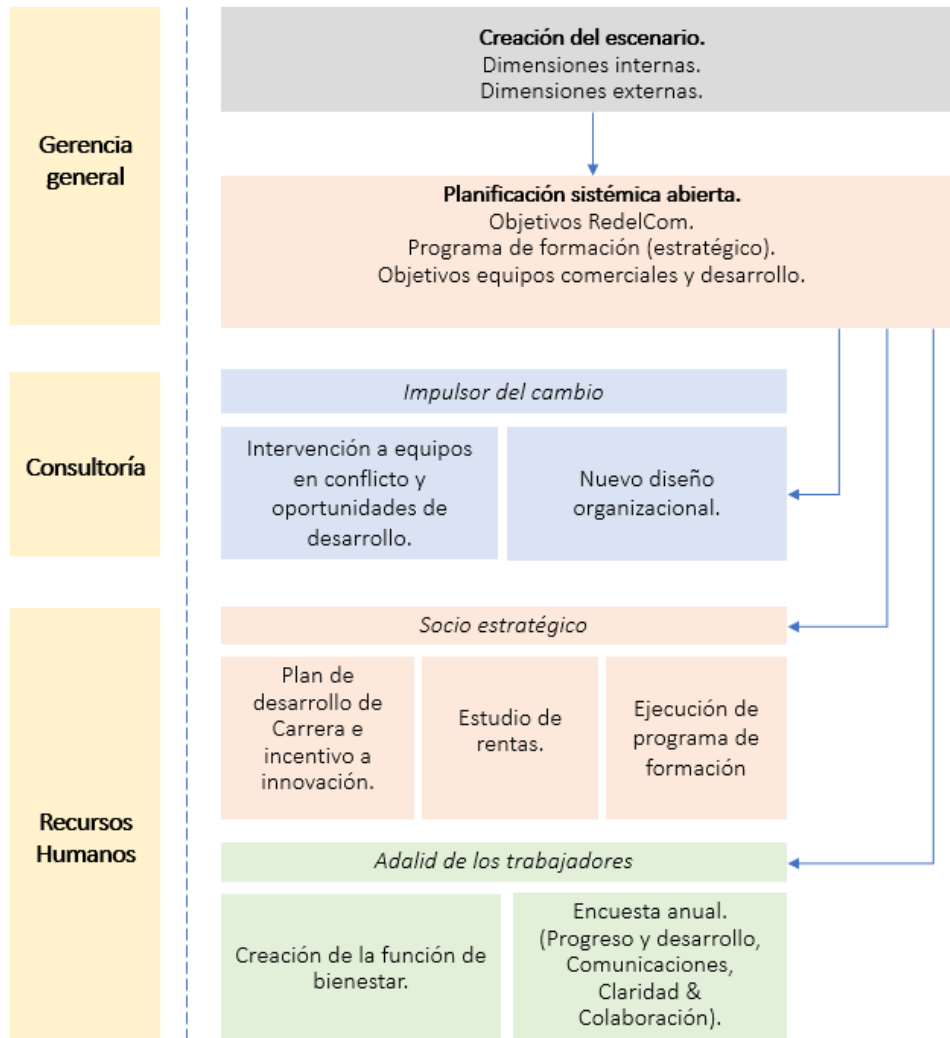 Gerencia
general
Creación del escenario.
Dimensiones internas.
Dimensiones externas.
Planificación sistémica abierta.
Objetivos RedelCom.
Programa de formación (estratégico).
Objetivos equipos comerciales y desarrollo.
Consultoría
Impulsor del cambio
Intervención a equipos
en conflicto y
oportunidades de
desarrollo.
Nuevo diseño
organizacional.
Recursos
Humanos
Socio estratégico
Plan de
desarrollo de
Carrera e
incentivo a
innovación.
Estudio de
rentas.
Ejecución de
programa de
formación
Adalid de los trabajadores
Creación de la función de
bienestar.
Encuesta anual.
(Progreso y desarrollo,
Comunicaciones,
Claridad &
Colaboración).